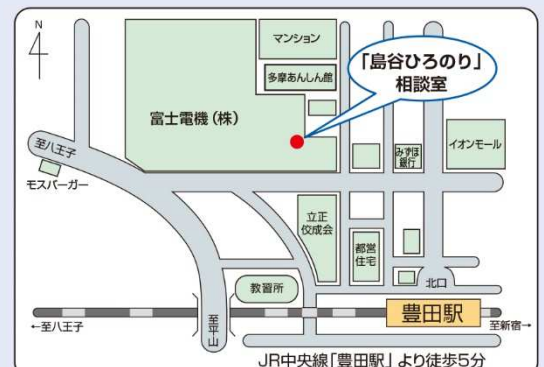 N
マンション
多摩あんしん館
「島谷ひろのり」
相談室
富士電機（株）
至八王子
モスバーガー
みずほ
銀行
イオンモール
立正
佼成会
都営
住宅
教習所
北口
豊田駅
←至八王子
至平山
至新宿→
JR中央線「豊田駅」より徒歩5分